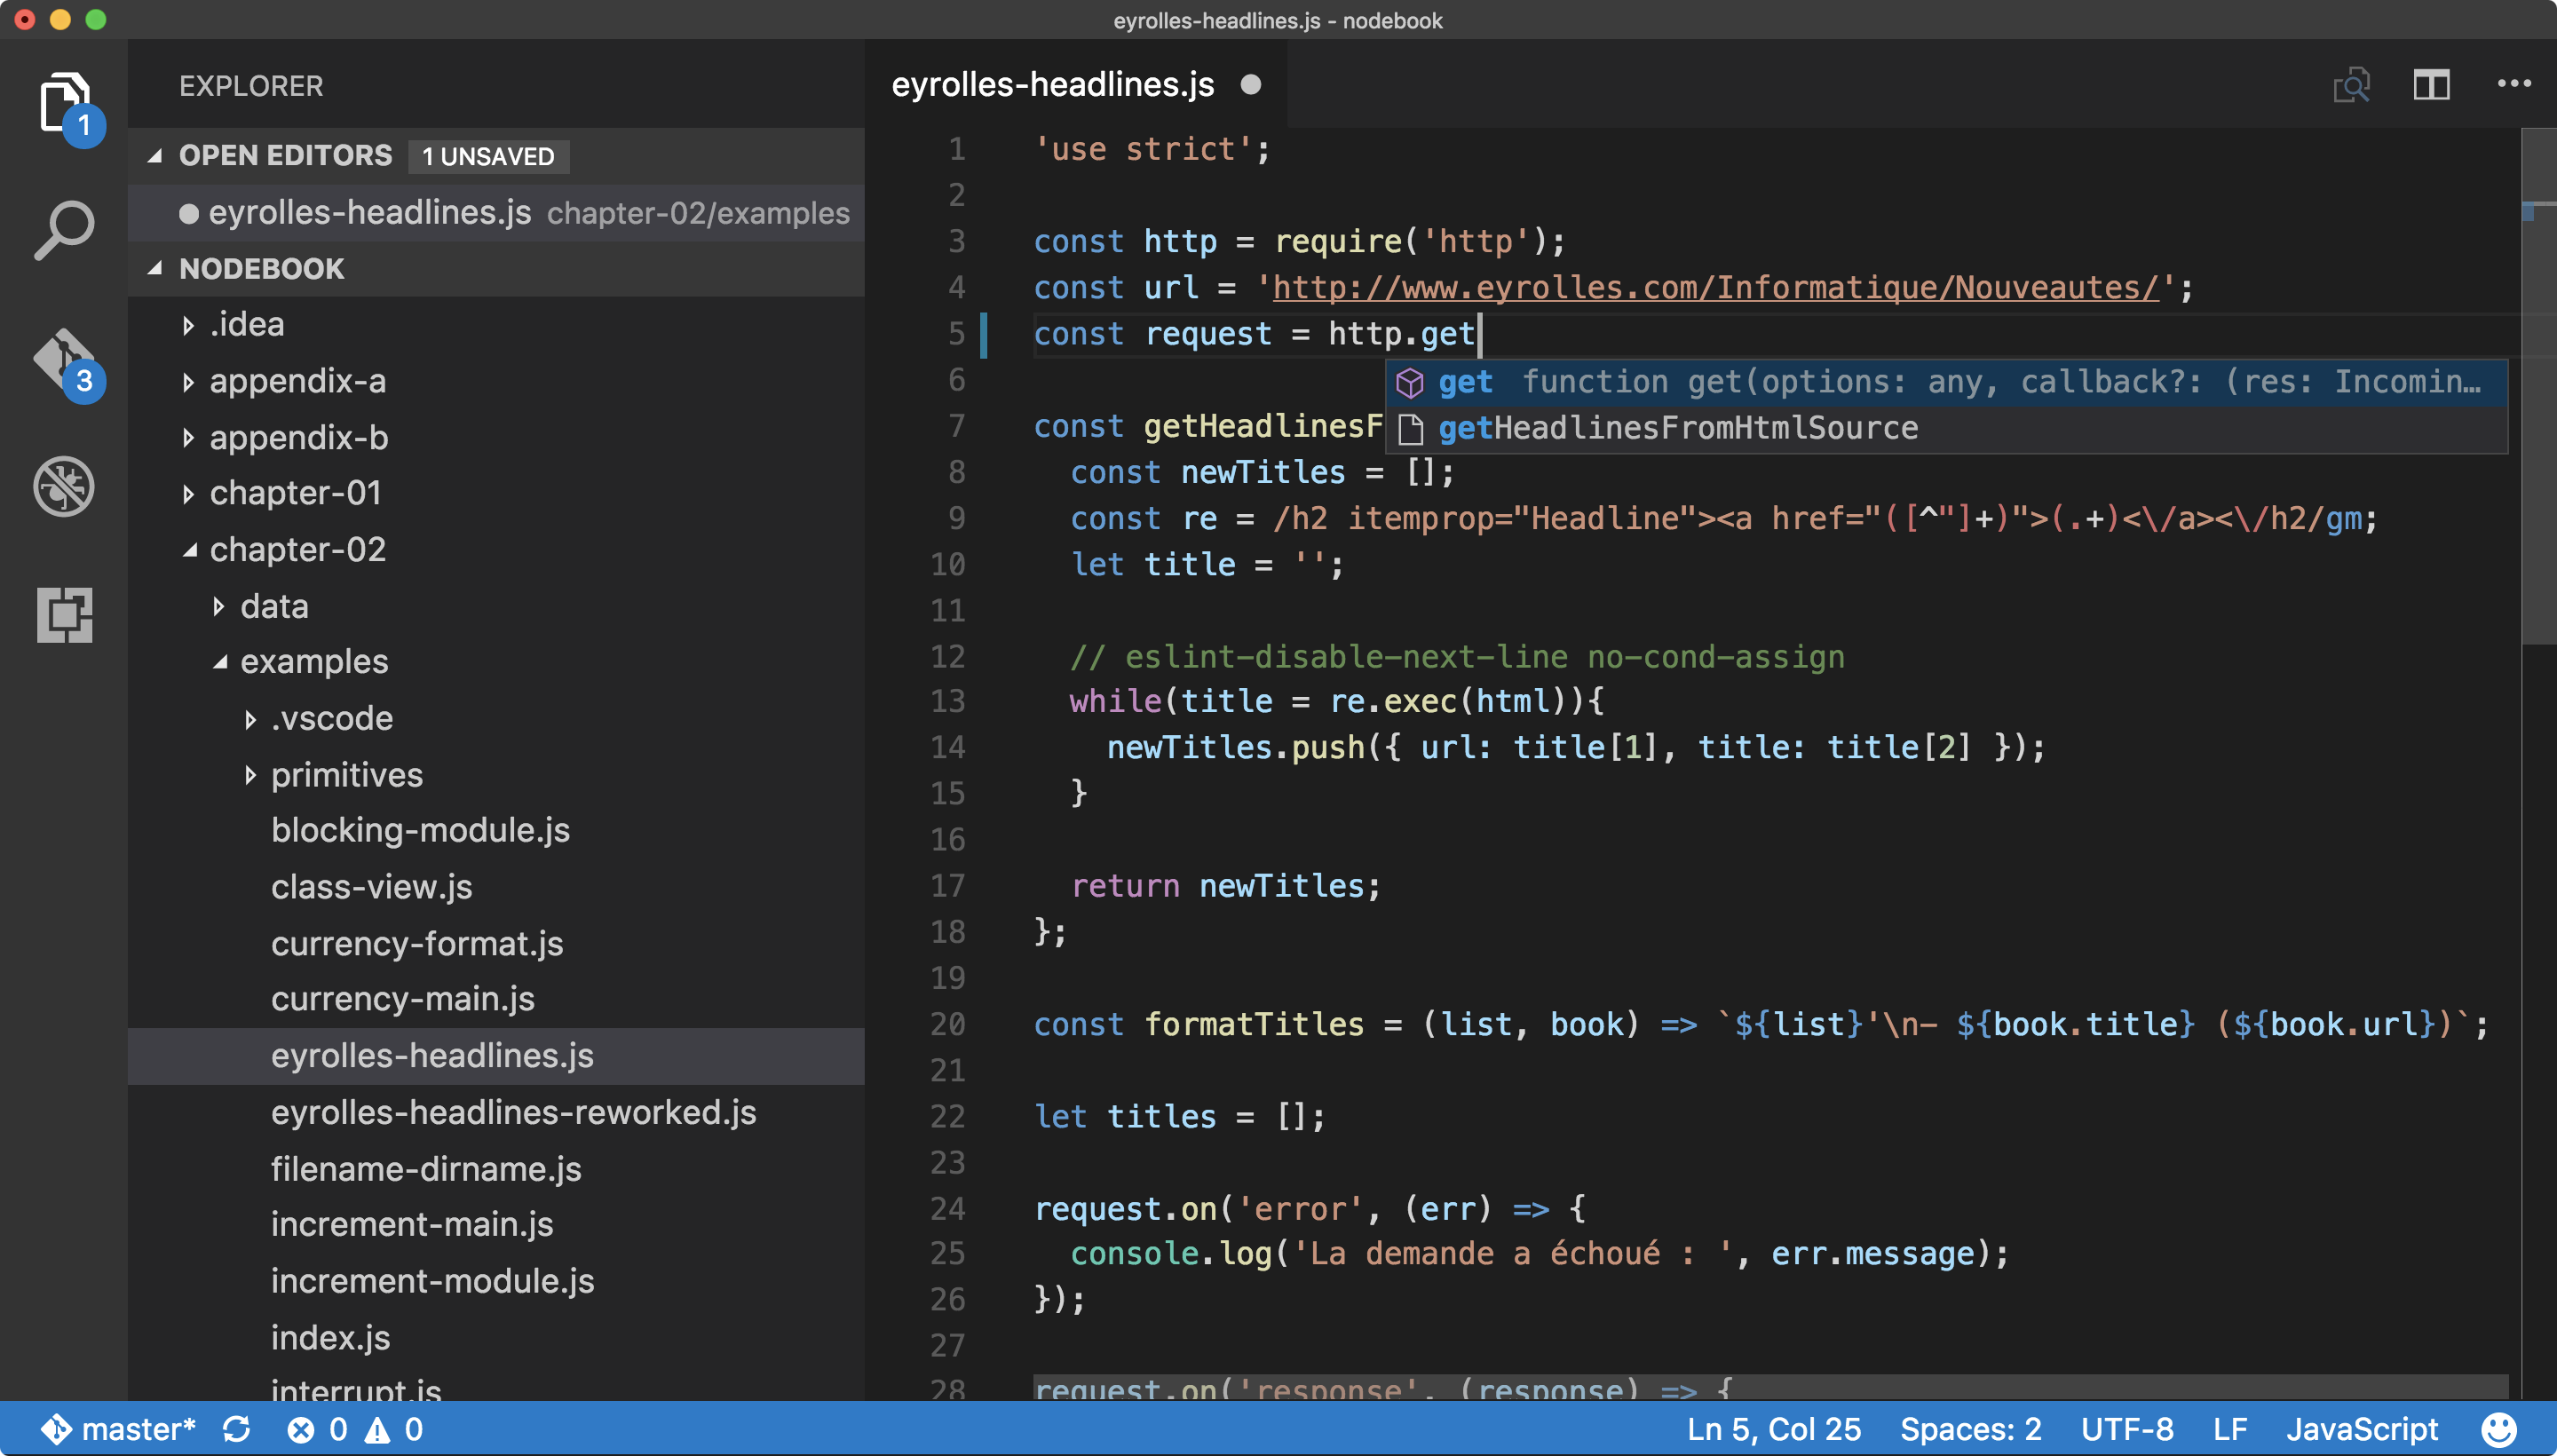 eyrolles-headlines.js - nodebook
EXPLORER
OPEN EDITORS 1 UNSAVED
eyrolles-headlines.js chapter-02/examples
NODEBOOK
.idea
appendix-a
appendix-b
chapter-01
chapter-02
data
examples
.vscode
primitives
blocking-module.js
class-view.js
currency-format.js
currency-main.js
eyrolles-headlines.js
eyrolles-headlines-reworked.js
filename-dirname.js
increment-main.js
increment-module.js
index.js
interrupt.js
1
3
eyrolles-headlines.js
1 'use strict';
2
3 const http = require('http');
4 const url = 'http://www.eyrolles.com/Informatique/Nouveautes/';
5 const request = http.get
6
get function get(options: any, callback?: (res: Incomin…
7 const getHeadlinesF
getHeadlinesFromHtmlSource
8 const newTitles = [];
9 const re = /h2 itemprop="Headline"><a href="([^"]+)">(.+)<\/a><\/h2/gm;
10 let title = '';
11
12 // eslint-disable-next-line no-cond-assign
13 while(title = re.exec(html)){
14 newTitles.push({ url: title[1], title: title[2] });
15 }
16
17 return newTitles;
18 };
19
20 const formatTitles = (list, book) => `${list}'\n- ${book.title} (${book.url})`;
21
22 let titles = [];
23
24 request.on('error', (err) => {
25 console.log('La demande a échoué : ', err.message);
26 });
27
28 request.on('response', (response) => {
master* 0 0
Ln 5, Col 25 Spaces: 2 UTF-8 LF JavaScript